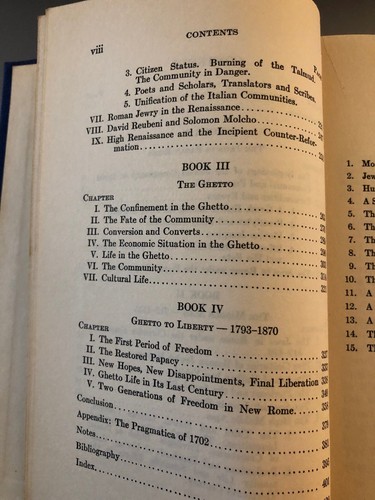 viii
CONTENTS
3. Citizen Status. Burning of the Talmud.
The Community in Danger.
4. Poets and Scholars, Translators and Scribes.
5. Unification of the Italian Communities.
VII. Roman Jewry in the Renaissance
VIII. David Reubeni and Solomon Molcho
IX. High Renaissance and the Incipient Counter-Refor-
mation
BOOK III
THE GHETTO
CHAPTER
I. The Confinement in the Ghetto
II. The Fate of the Community
III. Conversion and Converts
IV. The Economic Situation in the Ghetto
V. Life in the Ghetto
VI. The Community
VII. Cultural Life
BOOK IV
GHETTO TO LIBERTY — 1793-1870
CHAPTER
I. The First Period of Freedom
II. The Restored Papacy
III. New Hopes, New Disappointments, Final Liberation
IV. Ghetto Life in Its Last Century
V. Two Generations of Freedom in New Rome.
Conclusion
Appendix: The Pragmatica of 1702
Notes
Bibliography
Index
1.
2.
3.
4.
5.
6.
7.
8.
9.
10.
11.
12.
13.
14.
15.